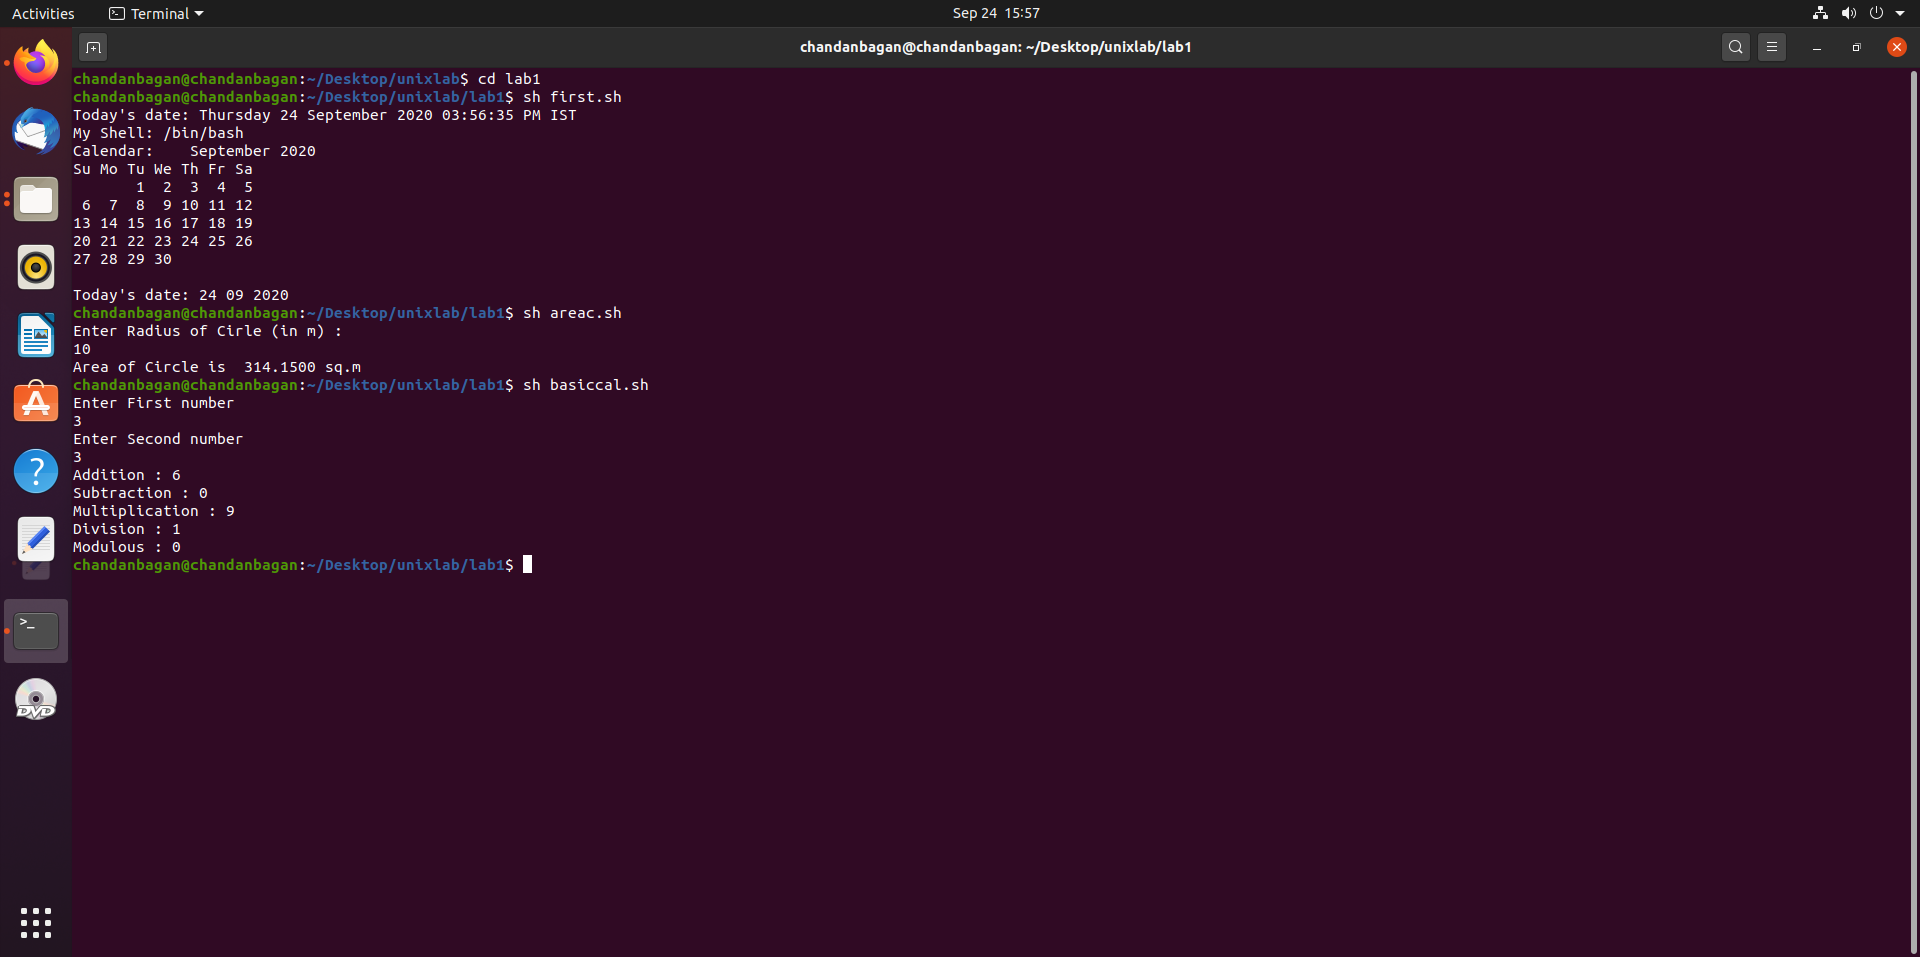 Activities Terminal Sep 24 15:57
chandanbagan@chandanbagan: ~/Desktop/unixlab/lab1
chandanbagan@chandanbagan:~/Desktop/unixlab$ cd lab1
chandanbagan@chandanbagan:~/Desktop/unixlab/lab1$ sh first.sh
Today's date: Thursday 24 September 2020 03:56:35 PM IST
My Shell: /bin/bash
Calendar:    September 2020
Su Mo Tu We Th Fr Sa
       1  2  3  4  5
 6  7  8  9 10 11 12
13 14 15 16 17 18 19
20 21 22 23 24 25 26
27 28 29 30

Today's date: 24 09 2020
chandanbagan@chandanbagan:~/Desktop/unixlab/lab1$ sh areac.sh
Enter Radius of Cirle (in m) :
10
Area of Circle is  314.1500 sq.m
chandanbagan@chandanbagan:~/Desktop/unixlab/lab1$ sh basiccal.sh
Enter First number
3
Enter Second number
3
Addition : 6
Subtraction : 0
Multiplication : 9
Division : 1
Modulous : 0
chandanbagan@chandanbagan:~/Desktop/unixlab/lab1$
>_
DVD